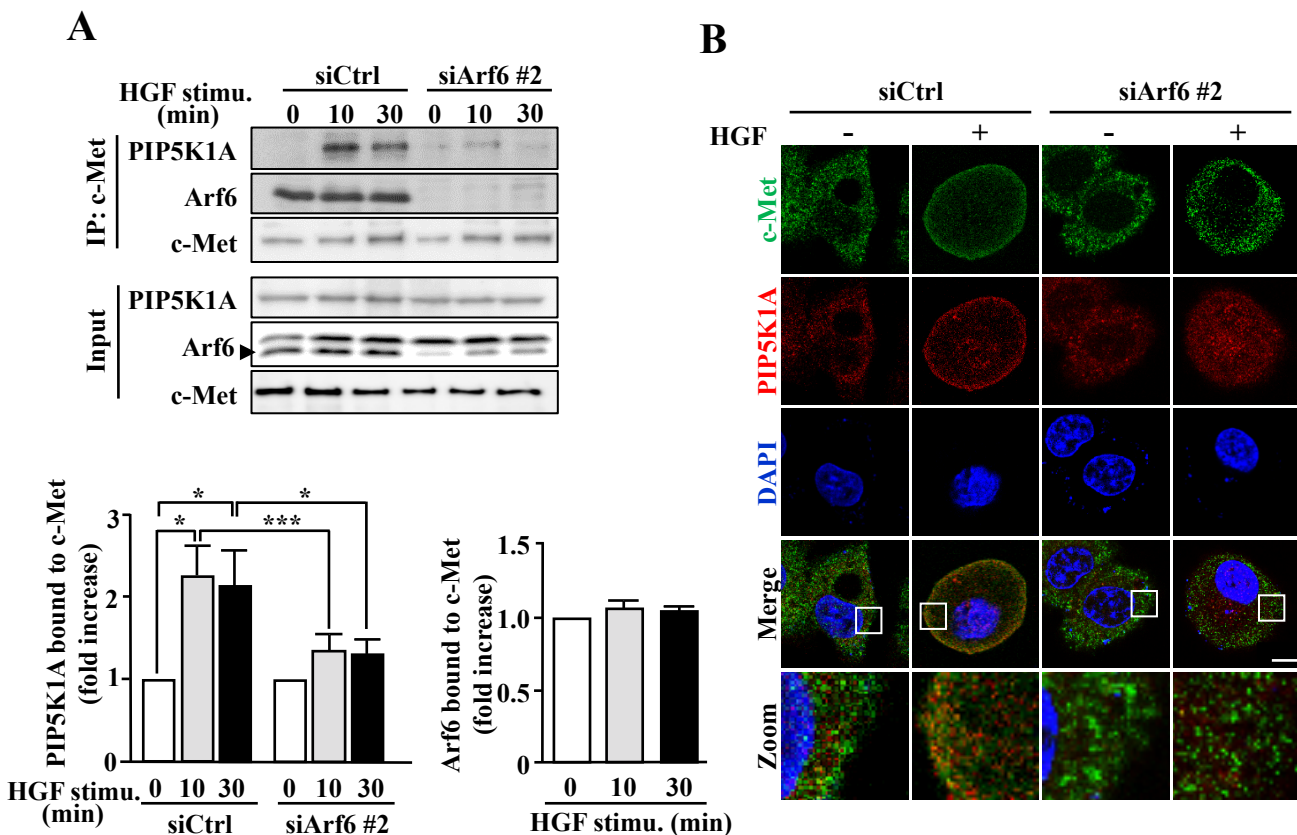 A
siCtrl siArf6 #2
HGF stimu.
(min) 0 10 30 0 10 30
IP: c-Met
PIP5K1A
Arf6
c-Met
Input
PIP5K1A
Arf6
c-Met
PIP5K1A bound to c-Met
(fold increase)
3
2
1
0
* *
* ***
0 10 30 0 10 30
HGF stimu.
(min)
siCtrl siArf6 #2
Arf6 bound to c-Met
(fold increase)
1.5
1.0
0.5
0
0 10 30
HGF stimu. (min)
B
siCtrl siArf6 #2
HGF - + - +
c-Met
PIP5K1A
DAPI
Merge
Zoom